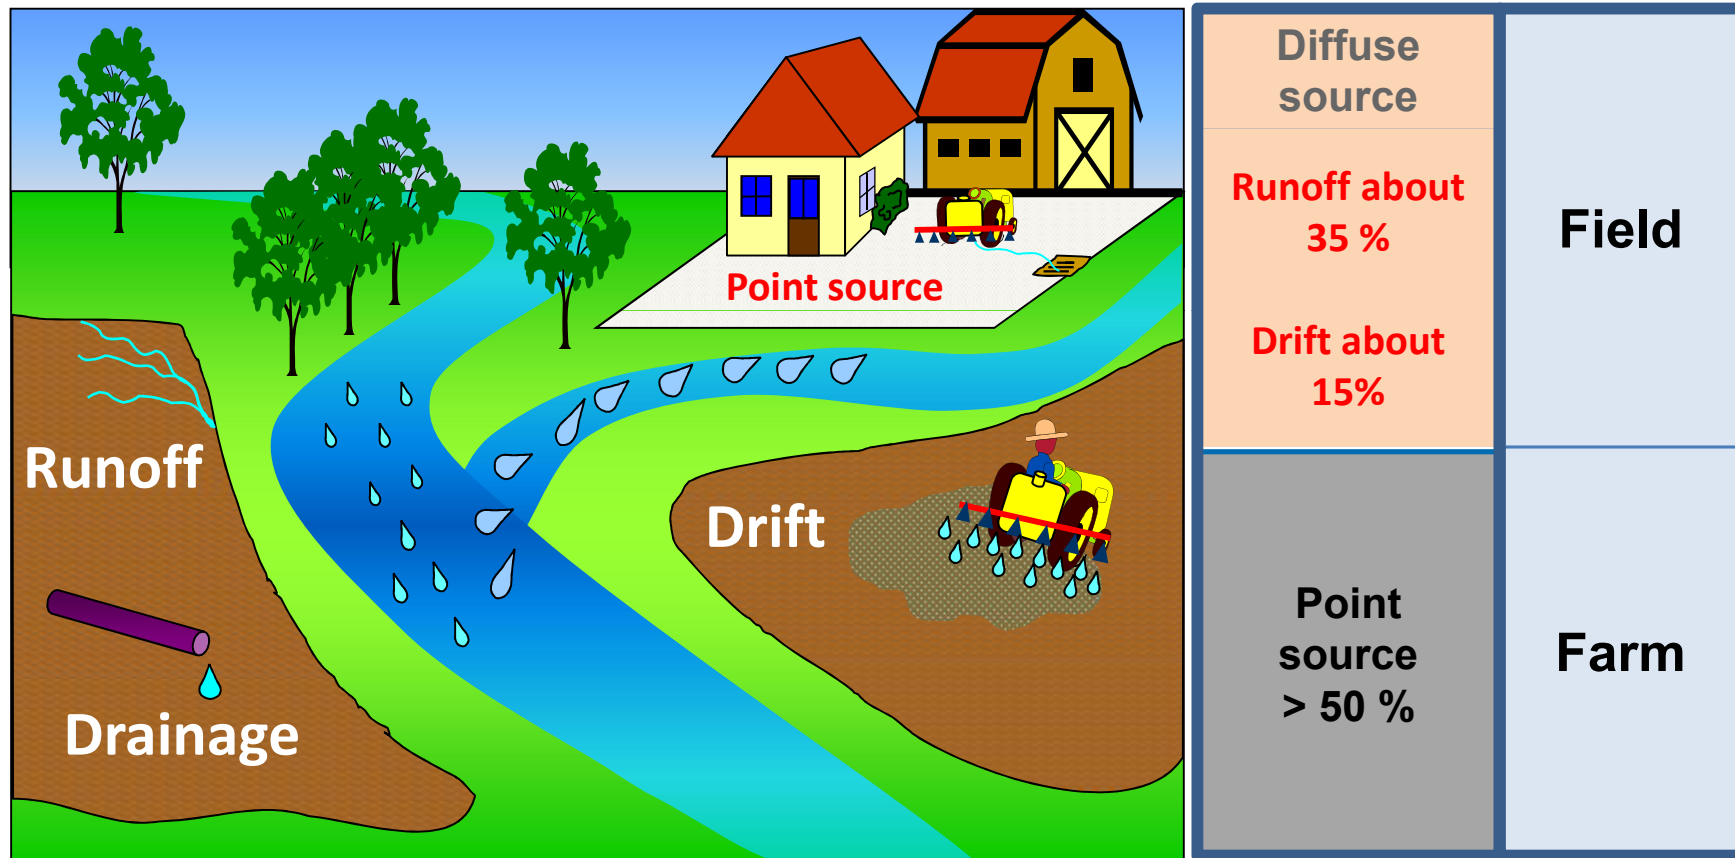 Point source
Runoff
Drift
Drainage
Diffuse
source
Runoff about
35 %
Drift about
15%
Field
Point
source
> 50 %
Farm